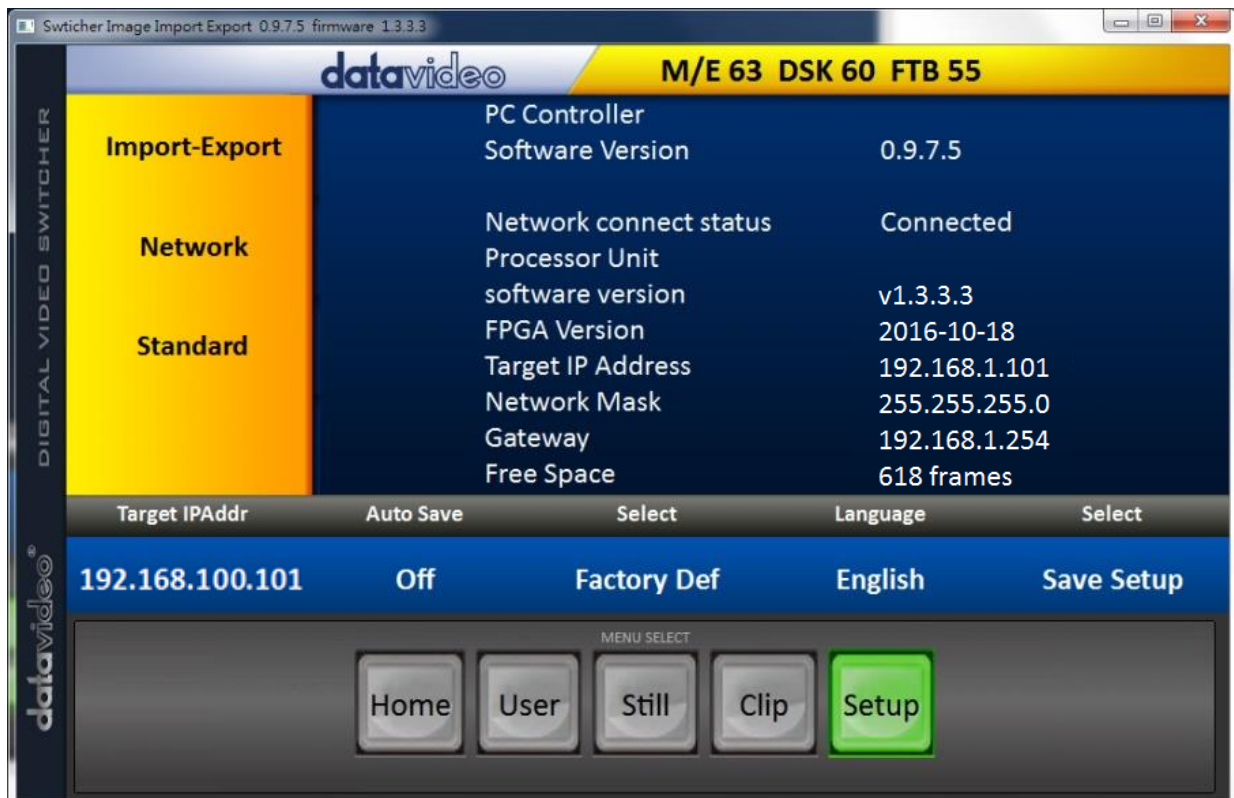 Swticher Image Import Export 0.9.7.5 firmware 1.3.3.3
datavideo M/E 63 DSK 60 FTB 55
DIGITAL VIDEO SWITCHER
datavideo®
Import-Export
Network
Standard
PC Controller
Software Version 0.9.7.5
Network connect status Connected
Processor Unit
software version v1.3.3.3
FPGA Version 2016-10-18
Target IP Address 192.168.1.101
Network Mask 255.255.255.0
Gateway 192.168.1.254
Free Space 618 frames
Target IPAddr Auto Save Select Language Select
192.168.100.101 Off Factory Def English Save Setup
MENU SELECT
Home User Still Clip Setup